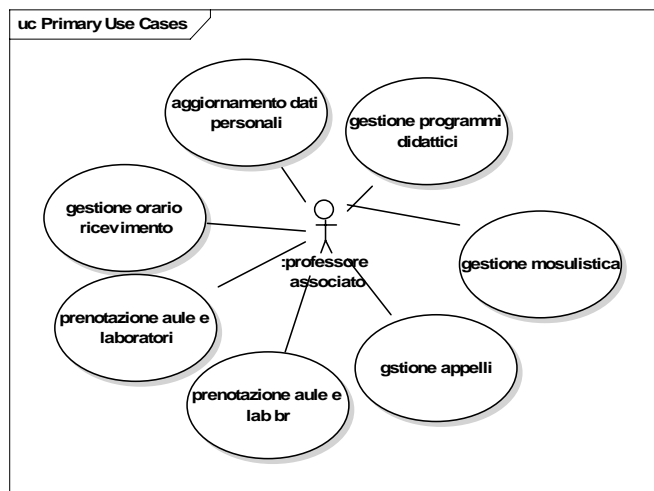 uc Primary Use Cases
aggiornamento dati
personali
gestione programmi
didattici
gestione orario
ricevimento
:professore
associato
gestione mosulistica
prenotazione aule e
laboratori
gstione appelli
prenotazione aule e
lab br